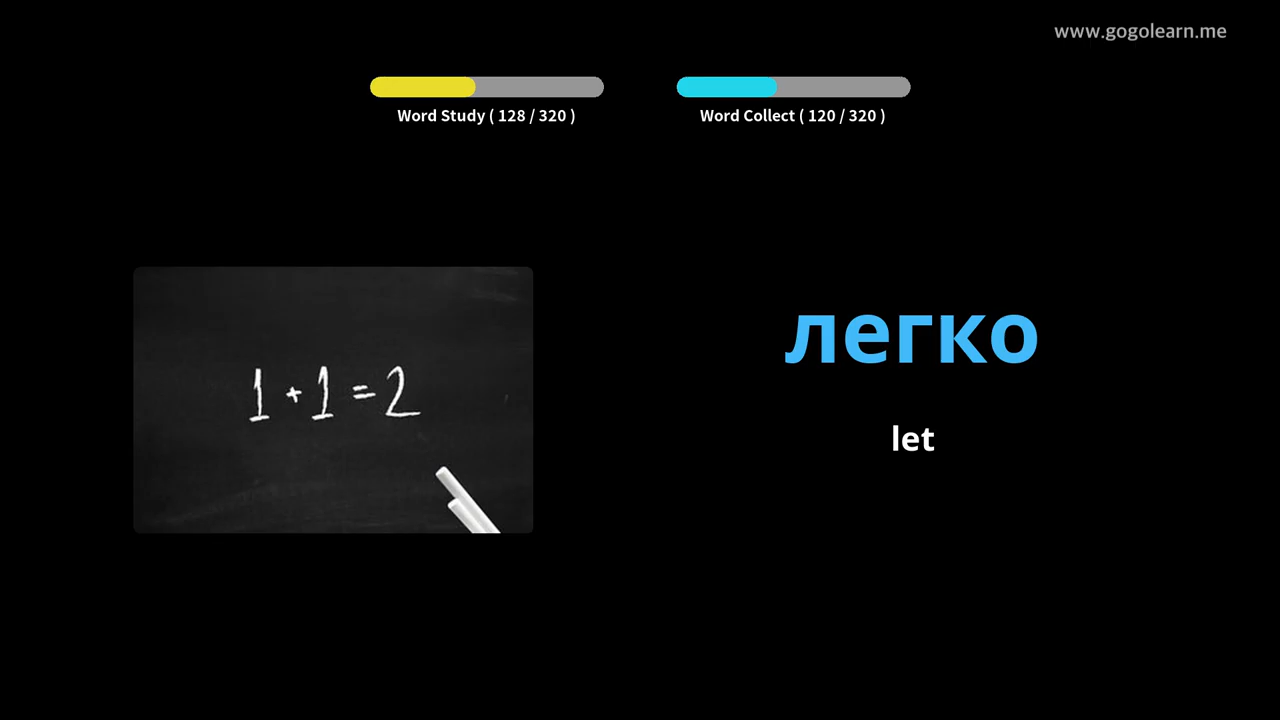 www.gogolearn.me
Word Study ( 128 / 320 )
Word Collect ( 120 / 320 )
1 + 1 = 2
легко
let